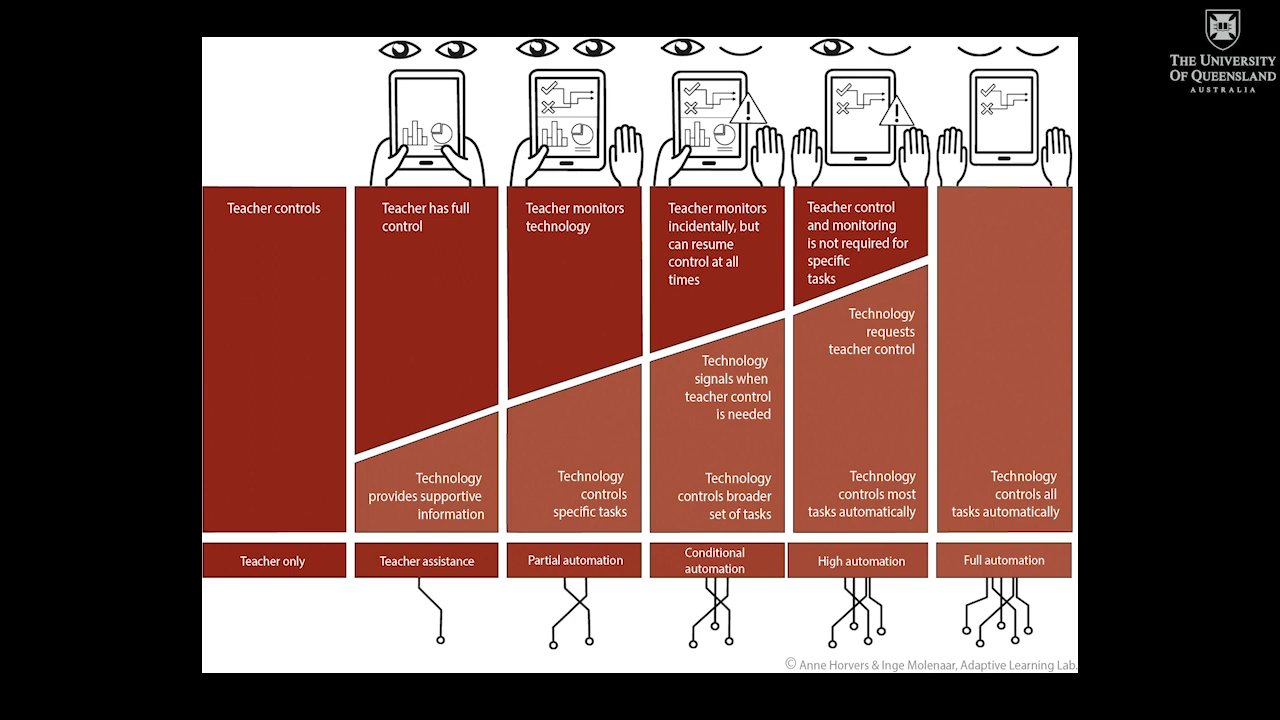 THE UNIVERSITY
OF QUEENSLAND
AUSTRALIA
Teacher controls
Teacher has full
control
Teacher monitors
technology
Teacher monitors
incidentally, but
can resume
control at all
times
Teacher control
and monitoring
is not required for
specific
tasks
Technology
provides supportive
information
Technology
controls
specific tasks
Technology
signals when
teacher control
is needed
Technology
controls broader
set of tasks
Technology
requests
teacher control
Technology
controls most
tasks automatically
Technology
controls all
tasks automatically
Teacher only
Teacher assistance
Partial automation
Conditional
automation
High automation
Full automation
© Anne Horvers & Inge Molenaar, Adaptive Learning Lab.